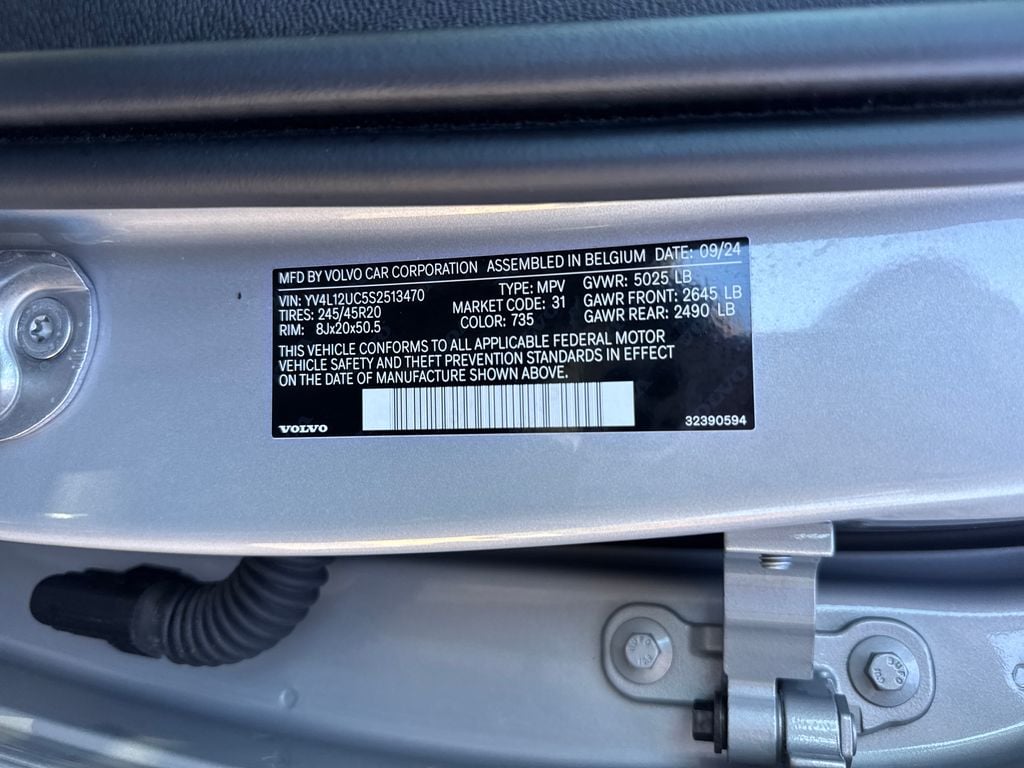 MFD BY VOLVO CAR CORPORATION ASSEMBLED IN BELGIUM DATE: 09/24
VIN: YV4L12UC5S2513470 TYPE: MPV GVWR: 5025 LB
TIRES: 245/45R20 MARKET CODE: 31 GAWR FRONT: 2645 LB
RIM: 8Jx20x50.5 COLOR: 735 GAWR REAR: 2490 LB
THIS VEHICLE CONFORMS TO ALL APPLICABLE FEDERAL MOTOR
VEHICLE SAFETY AND THEFT PREVENTION STANDARDS IN EFFECT
ON THE DATE OF MANUFACTURE SHOWN ABOVE.
VOLVO 32390594